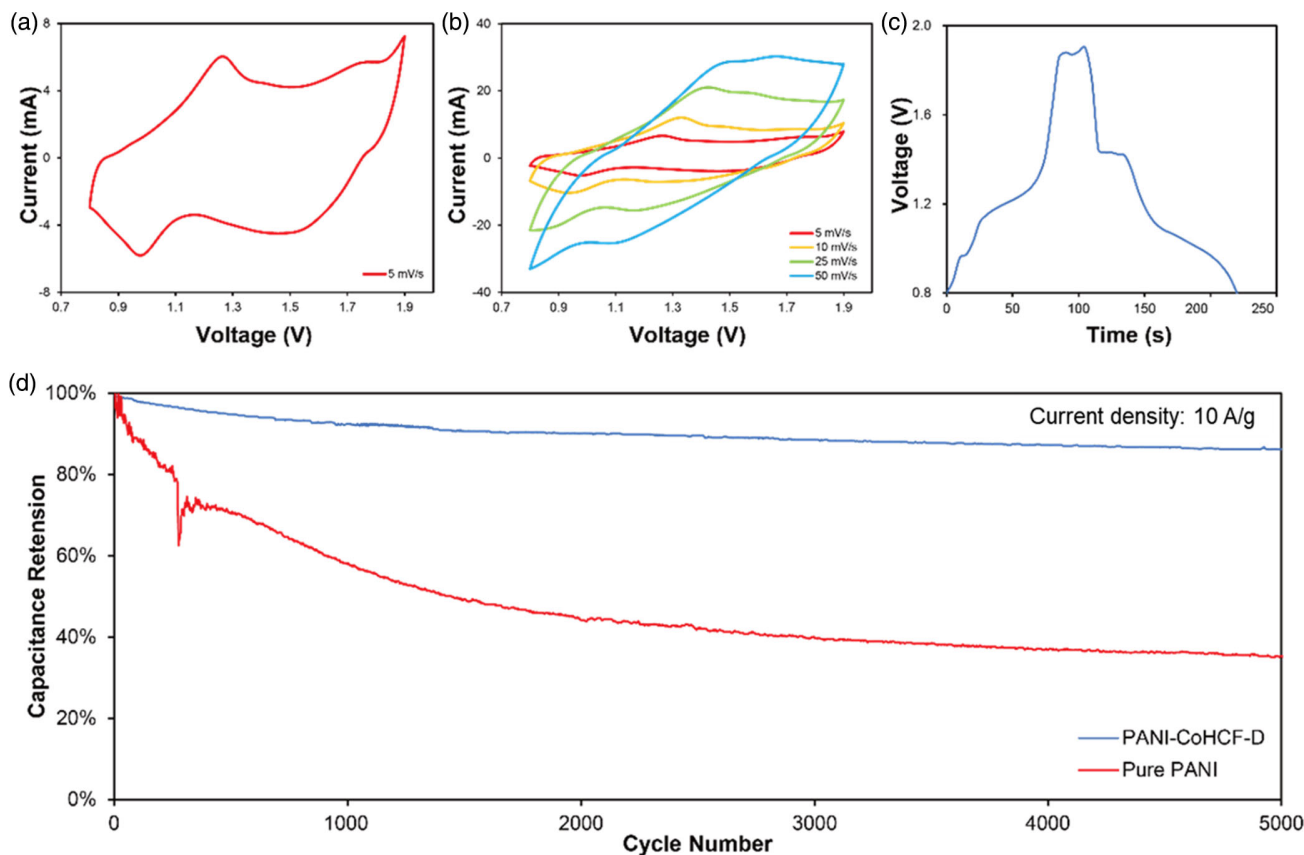 (a)
8
4
0
-4
-8
Current (mA)
0.7 0.9 1.1 1.3 1.5 1.7 1.9
Voltage (V)
5 mV/s
(b)
40
20
0
-20
-40
Current (mA)
0.7 0.9 1.1 1.3 1.5 1.7 1.9
Voltage (V)
5 mV/s
10 mV/s
25 mV/s
50 mV/s
(c)
2.0
1.6
1.2
0.8
Voltage (V)
0 50 100 150 200 250
Time (s)
(d)
100%
80%
60%
40%
20%
0%
Capacitance Retension
Current density: 10 A/g
PANI-CoHCF-D
Pure PANI
0 1000 2000 3000 4000 5000
Cycle Number